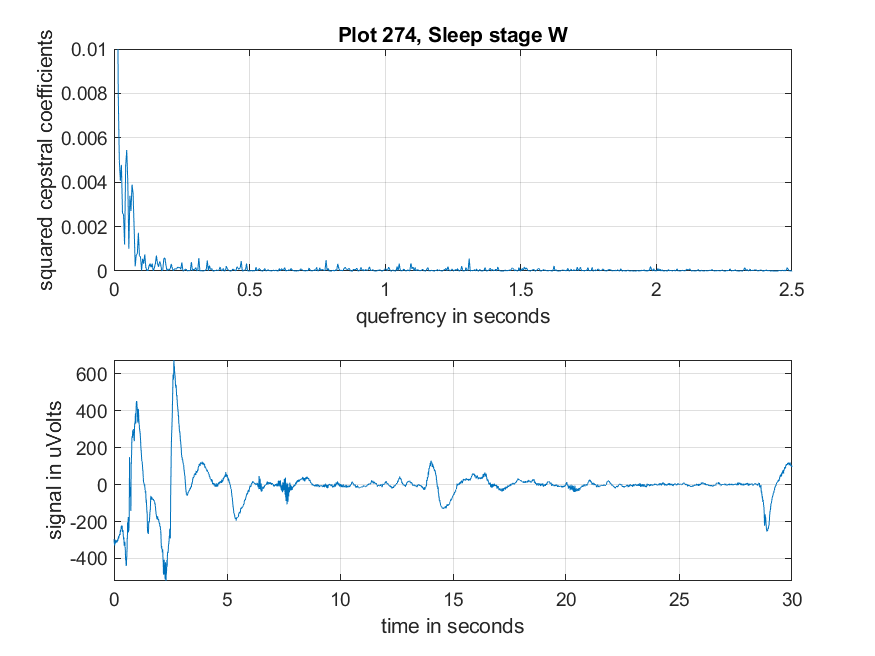 Plot 274, Sleep stage W
squared cepstral coefficients
0.01
0.008
0.006
0.004
0.002
0
0 0.5 1 1.5 2 2.5
quefrency in seconds
signal in uVolts
600
400
200
0
-200
-400
0 5 10 15 20 25 30
time in seconds